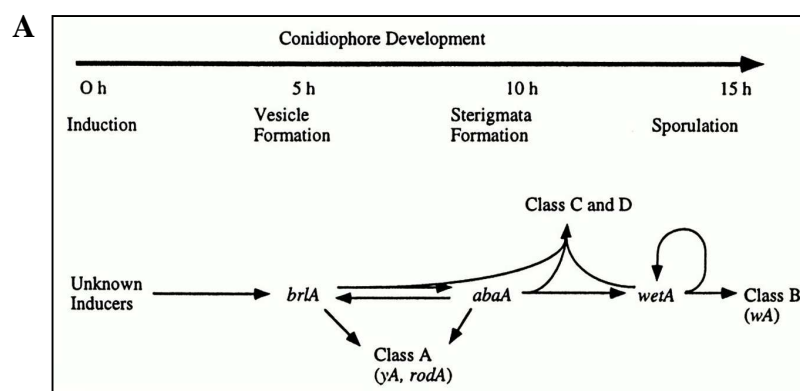 A
Conidiophore Development
O h
5 h
10 h
15 h
Induction
Vesicle
Formation
Sterigmata
Formation
Sporulation
Class C and D
Unknown
Inducers
brlA
abaA
wetA
Class B
(wA)
Class A
(yA, rodA)